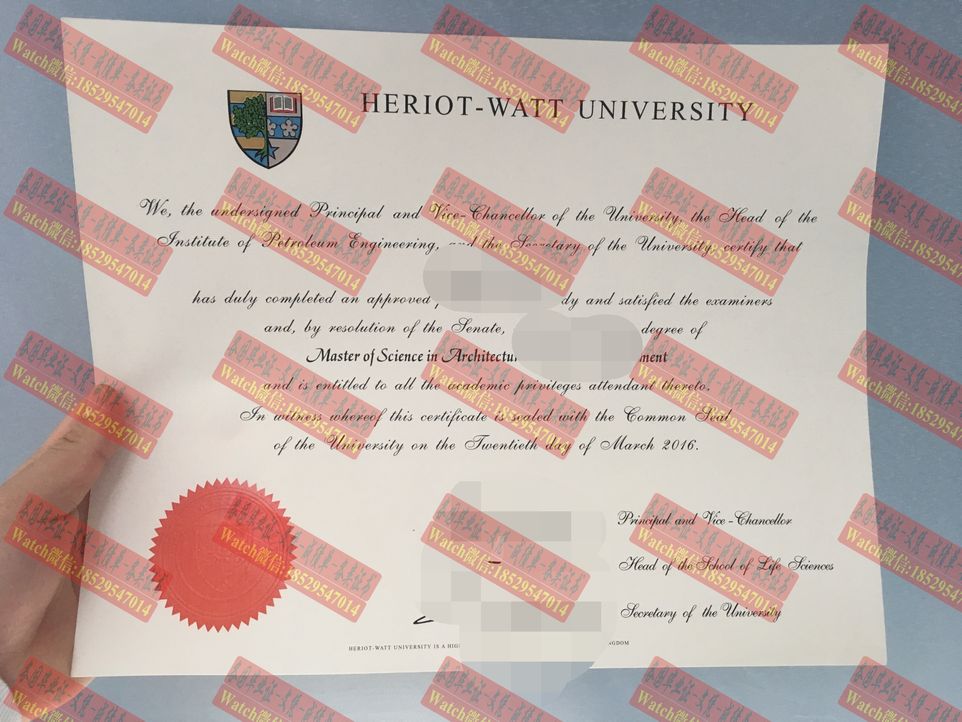 HERIOT-WATT UNIVERSITY
We, the undersigned Principal and Vice-Chancellor of the University, the Head of the
Institute of Petroleum Engineering, and the Secretary of the University certify that
has duly completed an approved dy and satisfied the examiners
and, by resolution of the Senate, degree of
Master of Science in Architectu ment
and is entitled to all the academic privileges attendant thereto.
In witness whereof this certificate is sealed with the Common Seal
of the University on the Twentieth day of March 2016.
Principal and Vice-Chancellor
Head of the School of Life Sciences
Secretary of the University
HERIOT-WATT UNIVERSITY IS A HIG NGDOM
Watch微信:18529547014